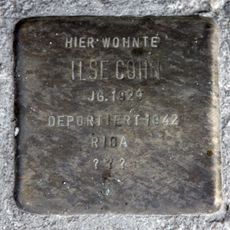 HIER WOHNTE
ILSE COHN
JG. 1924
DEPORTIERT 1942
RIGA
? ? ?